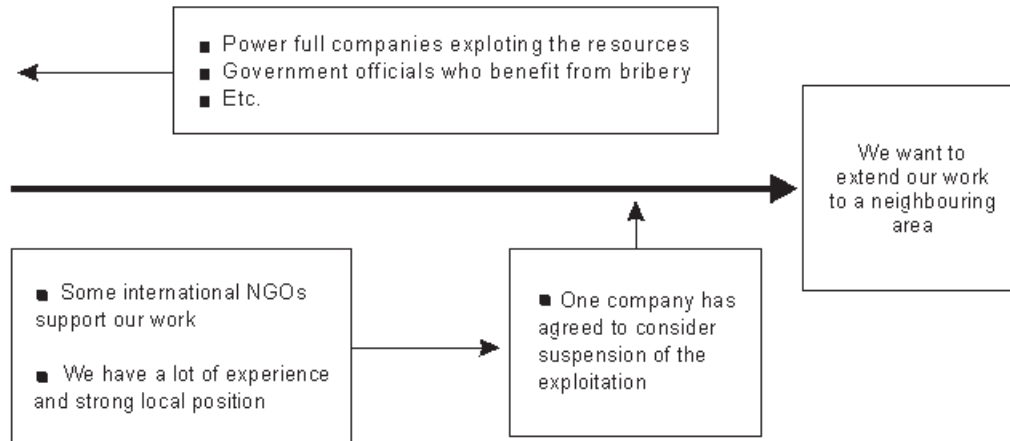 ■ Power full companies exploting the resources
■ Government officials who benefit from bribery
■ Etc.
We want to
extend our work
to a neighbouring
area
■ Some international NGOs
support our work
■ We have a lot of experience
and strong local position
■ One company has
agreed to consider
suspension of the
exploitation